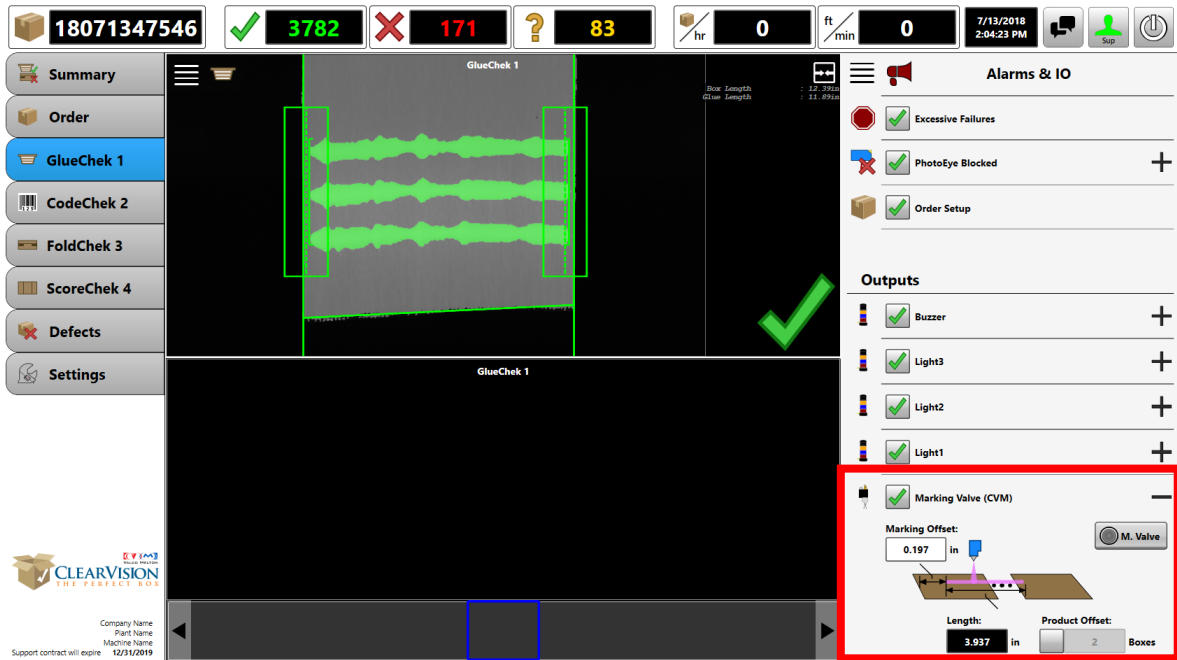 18071347546
3782
171
83
/hr
0
ft/min
0
7/13/2018
2:04:23 PM
Sup
Summary
Order
GlueChek 1
CodeChek 2
FoldChek 3
ScoreChek 4
Defects
Settings
GlueChek 1
Box Length : 12.39in
Glue Length : 11.89in
GlueChek 1
Alarms & IO
Excessive Failures
PhotoEye Blocked
Order Setup
Outputs
Buzzer
Light3
Light2
Light1
Marking Valve (CVM)
Marking Offset:
0.197 in
M. Valve
Length:
3.937 in
Product Offset:
2 Boxes
VALCO MELTON
CLEARVISION
THE PERFECT BOX
Company Name
Plant Name
Machine Name
Support contract will expire 12/31/2019